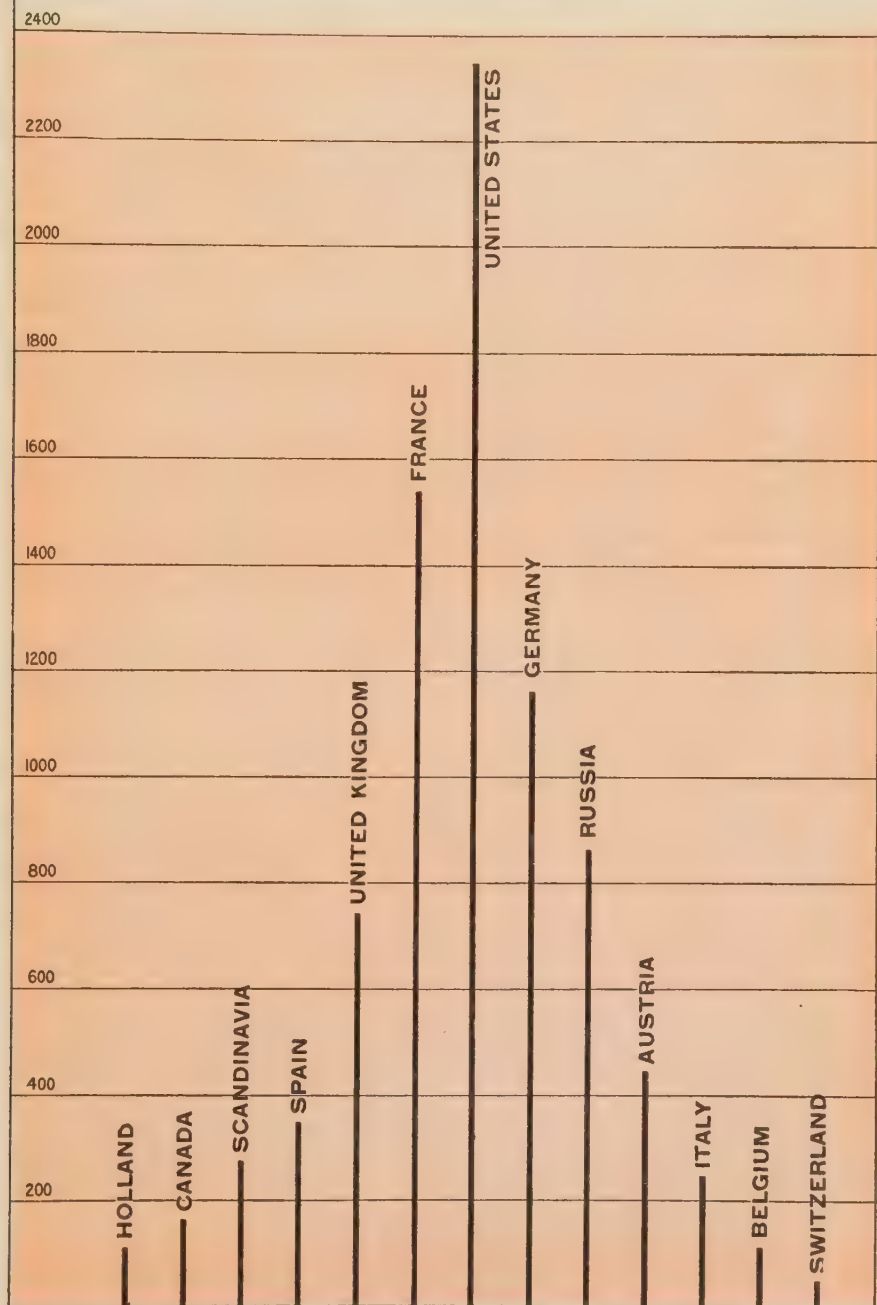 2400
2200
2000
1800
1600
1400
1200
1000
800
600
400
200
HOLLAND
CANADA
SCANDINAVIA
SPAIN
UNITED KINGDOM
FRANCE
UNITED STATES
GERMANY
RUSSIA
AUSTRIA
ITALY
BELGIUM
SWITZERLAND